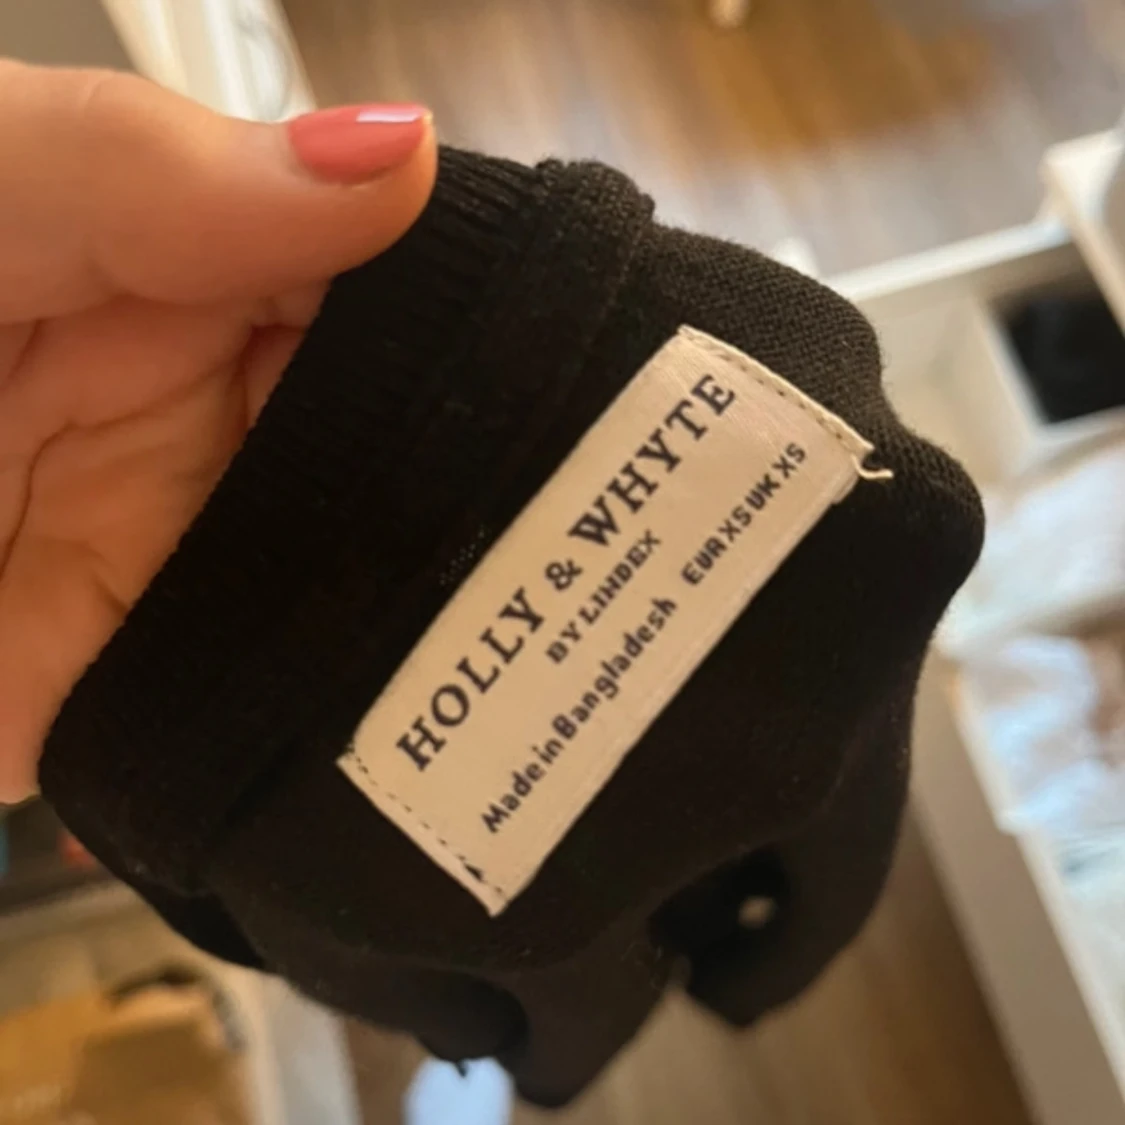 HOLLY & WHYTE
BY LINDEX
Made in Bangladesh EUR XS UK XS